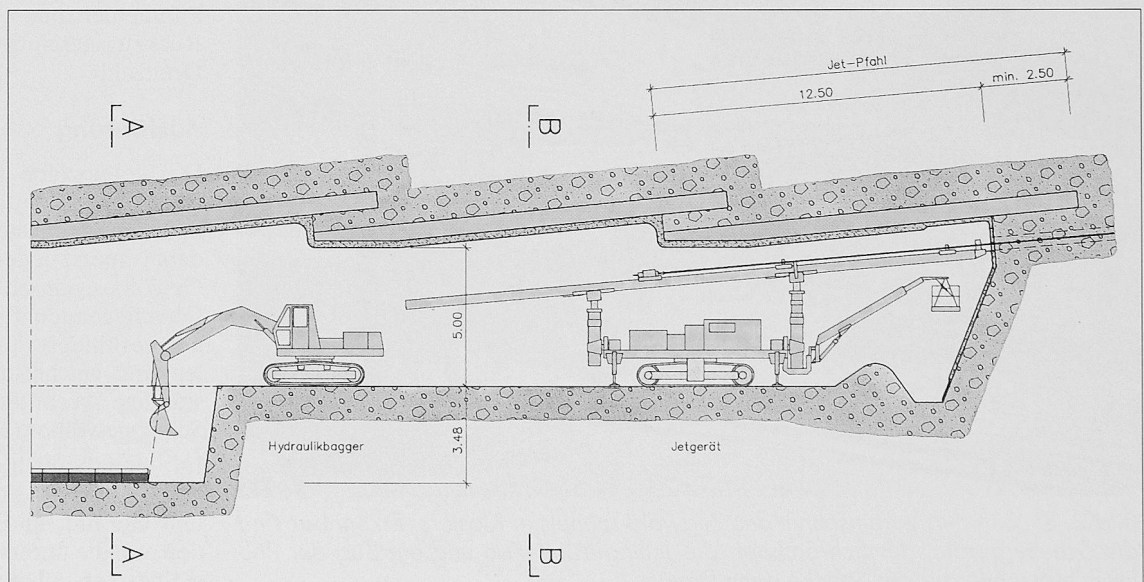 Jet-Pfahl
12.50
min. 2.50
A
B
5.00
3.48
Hydraulikbagger
Jetgerät
A
B